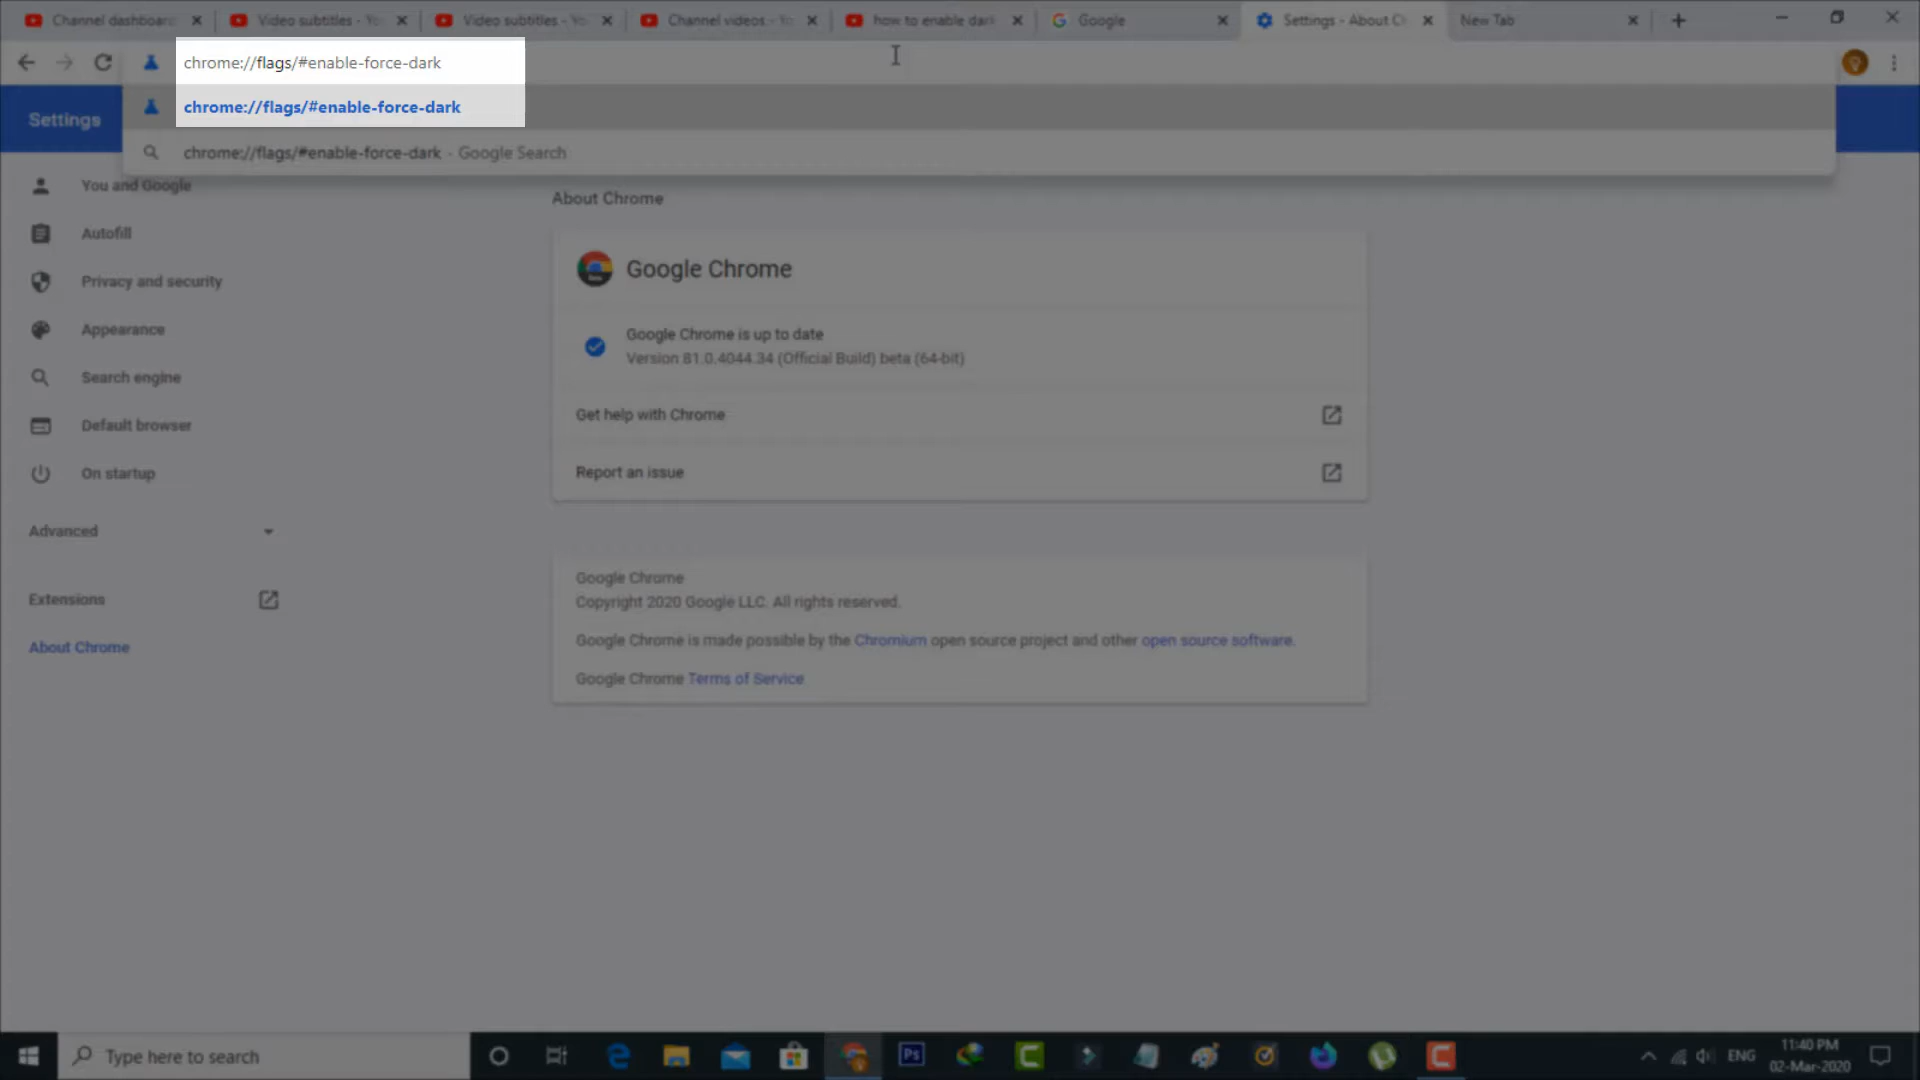 Channel dashboard
Video subtitles - Yo
Video subtitles - Yo
Channel videos - Yo
how to enable dark
Google
Settings - About Ch
New Tab
chrome://flags/#enable-force-dark
chrome://flags/#enable-force-dark
chrome://flags/#enable-force-dark - Google Search
Settings
You and Google
Autofill
Privacy and security
Appearance
Search engine
Default browser
On startup
Advanced
Extensions
About Chrome
About Chrome
Google Chrome
Google Chrome is up to date
Version 81.0.4044.34 (Official Build) beta (64-bit)
Get help with Chrome
Report an issue
Google Chrome
Copyright 2020 Google LLC. All rights reserved.
Google Chrome is made possible by the Chromium open source project and other open source software.
Google Chrome Terms of Service
Type here to search
Ps
ENG
11:40 PM
02-Mar-2020